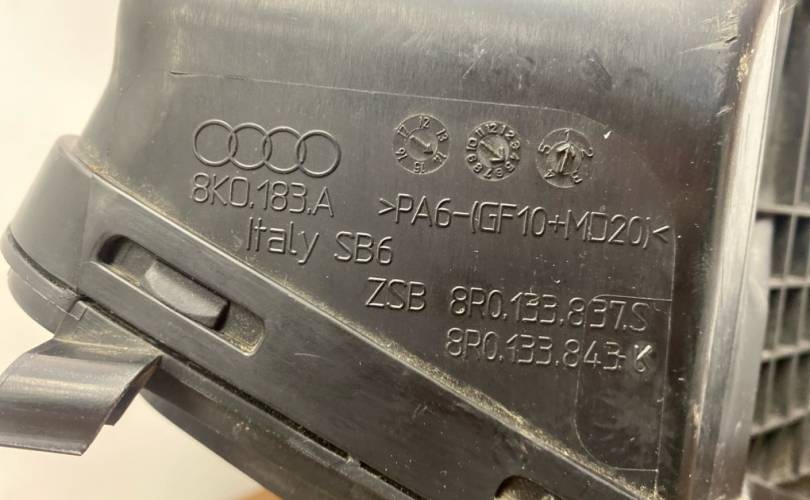 8K0.183.A
>PA6-(GF10+MD20)<
Italy SB6
ZSB 8R0.133.837.S
8R0.133.843.K